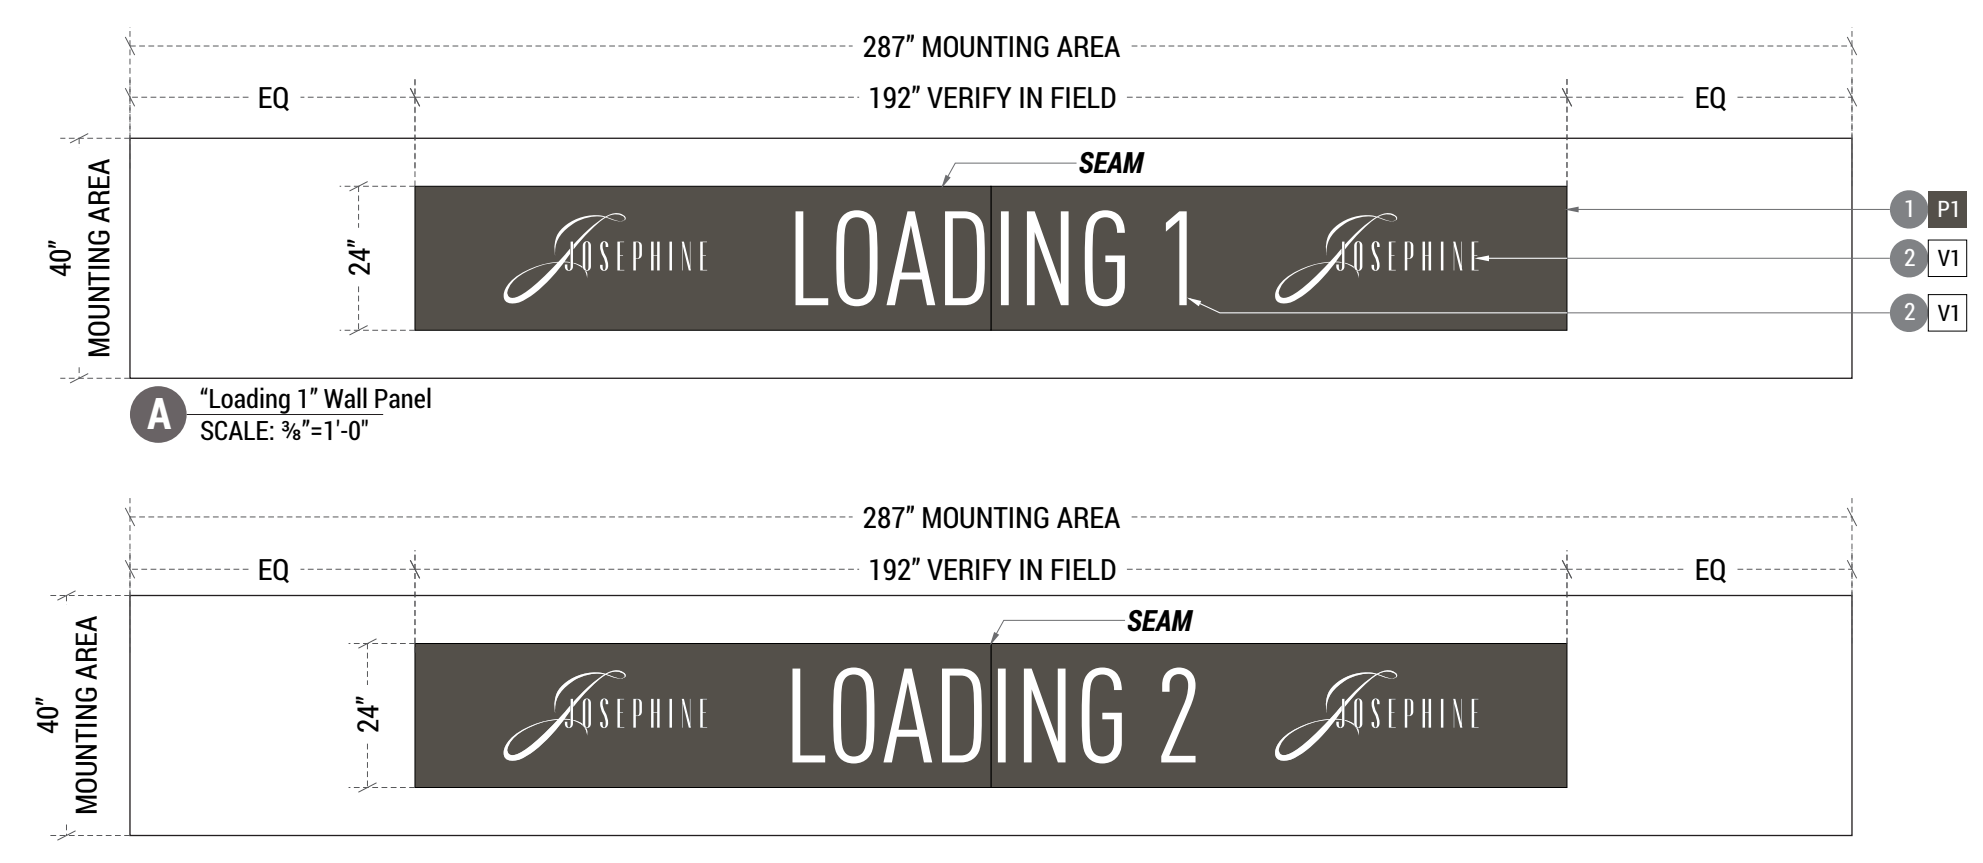 287” MOUNTING AREA
EQ 192” VERIFY IN FIELD EQ
SEAM
40”
MOUNTING AREA
24”
JOSEPHINE LOADING 1 JOSEPHINE
1 P1
2 V1
2 V1
A “Loading 1” Wall Panel
SCALE: ⅜”=1'-0"
287” MOUNTING AREA
EQ 192” VERIFY IN FIELD EQ
SEAM
40”
MOUNTING AREA
24”
JOSEPHINE LOADING 2 JOSEPHINE